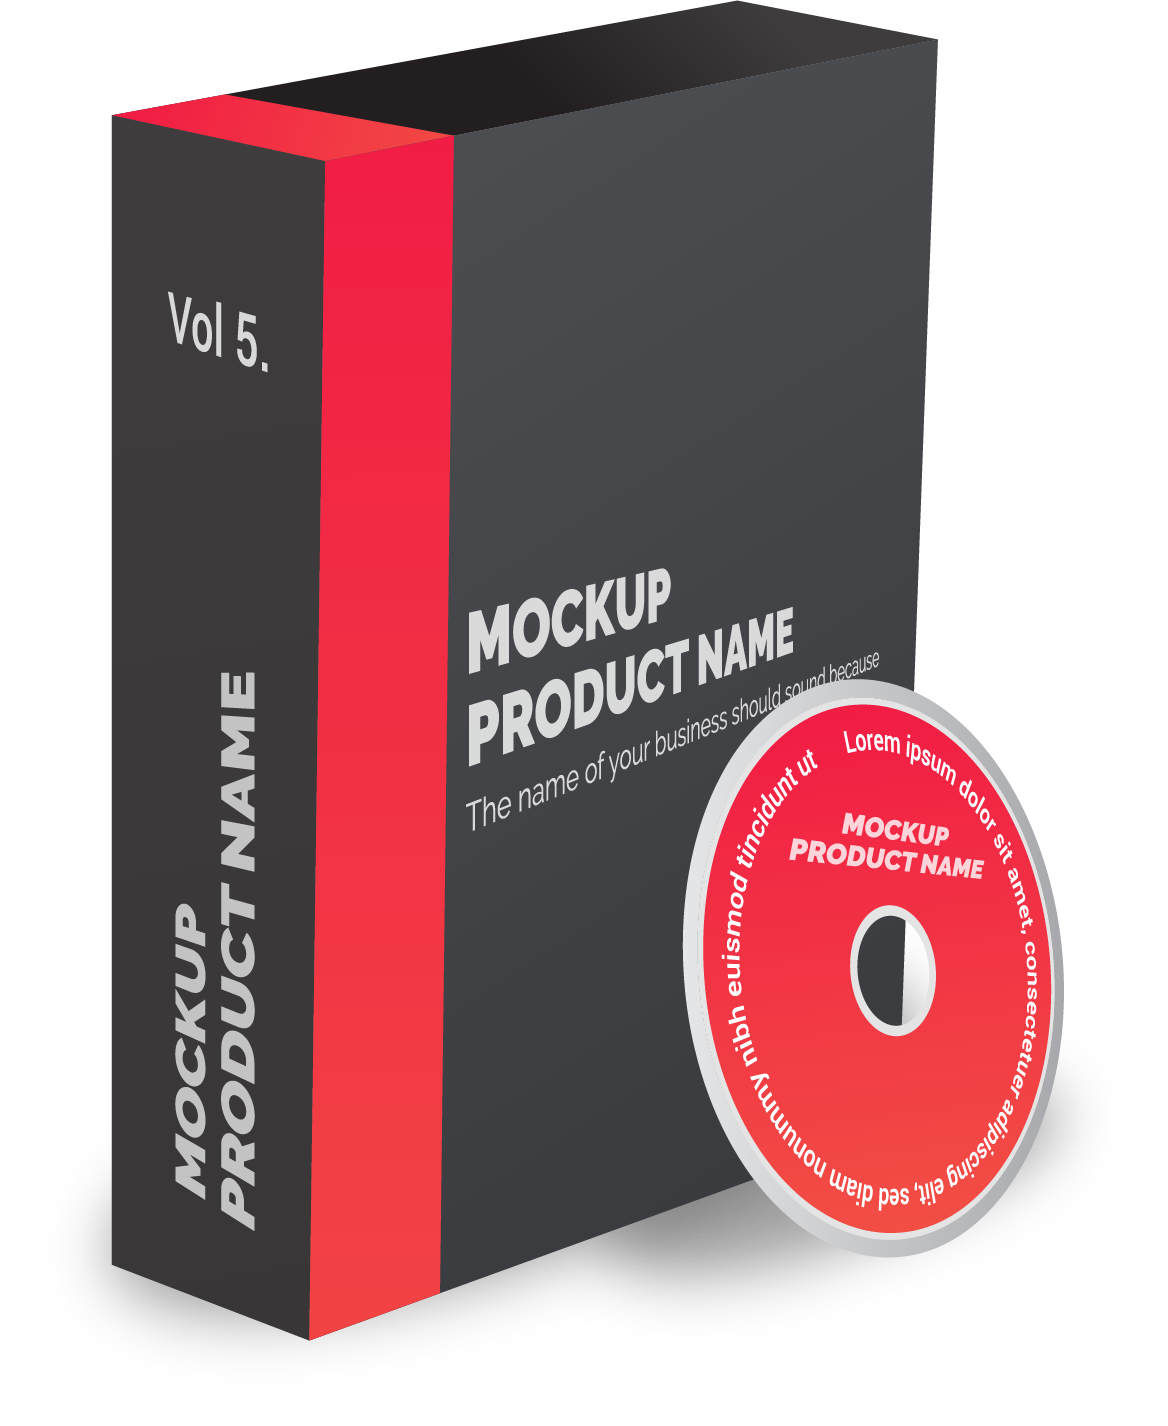 Vol 5.
MOCKUP
PRODUCT NAME
MOCKUP
PRODUCT NAME
The name of your business should sound because
Lorem ipsum dolor sit amet, consectetuer adipiscing elit, sed diam nonummy nibh euismod tincidunt ut
MOCKUP
PRODUCT NAME